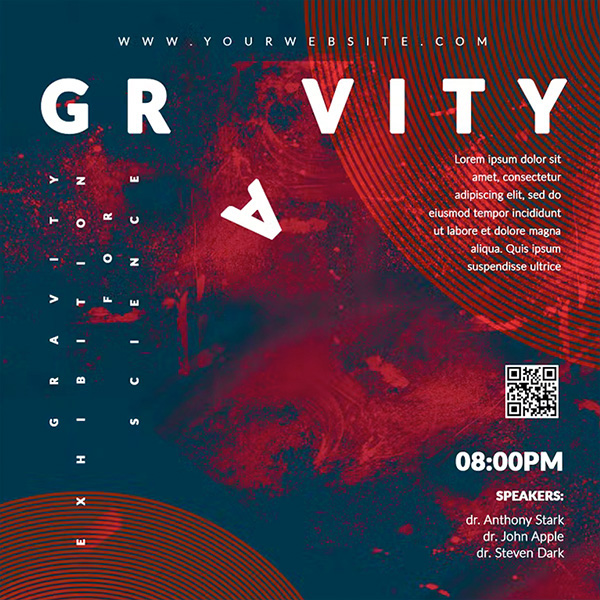 WWW.YOURWEBSITE.COM
GR VITY
A
Lorem ipsum dolor sit
amet, consectetur
adipiscing elit, sed do
eiusmod tempor incididunt
ut labore et dolore magna
aliqua. Quis ipsum
suspendisse ultrice
GRAVITY
EXHIBITION
FOR
SCIENCE
08:00PM
SPEAKERS:
dr. Anthony Stark
dr. John Apple
dr. Steven Dark